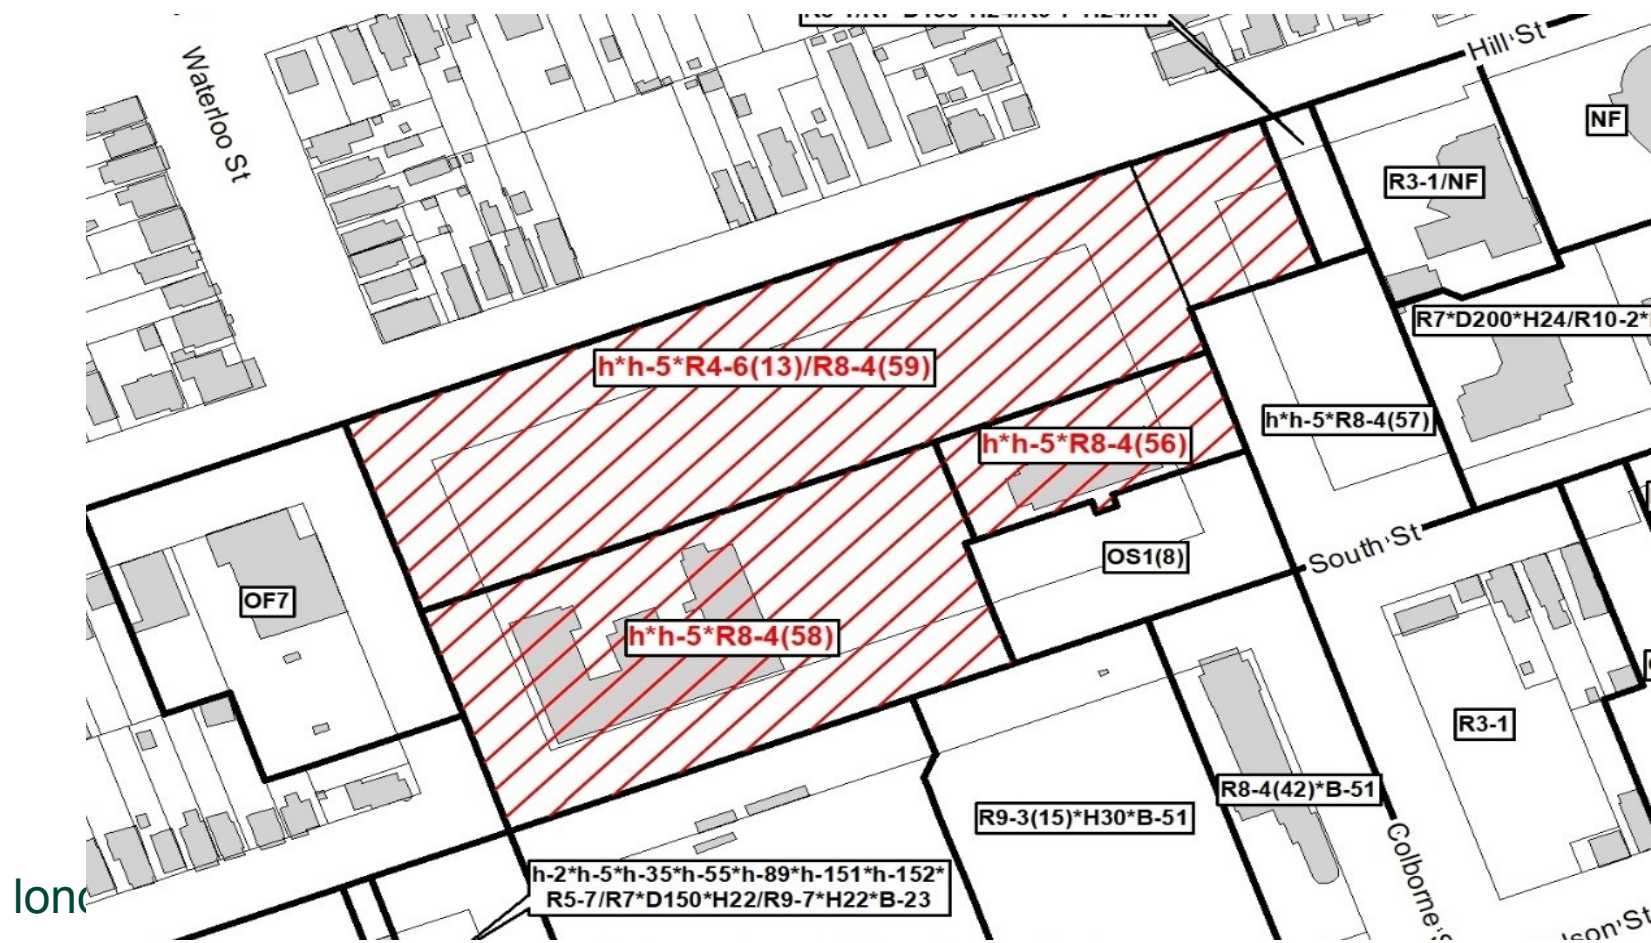 Waterloo St
Hill St
NF
R3-1/NF
R7*D200*H24/R10-2*
h*h-5*R4-6(13)/R8-4(59)
h*h-5*R8-4(57)
h*h-5*R8-4(56)
South St
OS1(8)
OF7
h*h-5*R8-4(58)
R3-1
R8-4(42)*B-51
R9-3(15)*H30*B-51
Colborne
h-2*h-5*h-35*h-55*h-89*h-151*h-152*
R5-7/R7*D150*H22/R9-7*H22*B-23